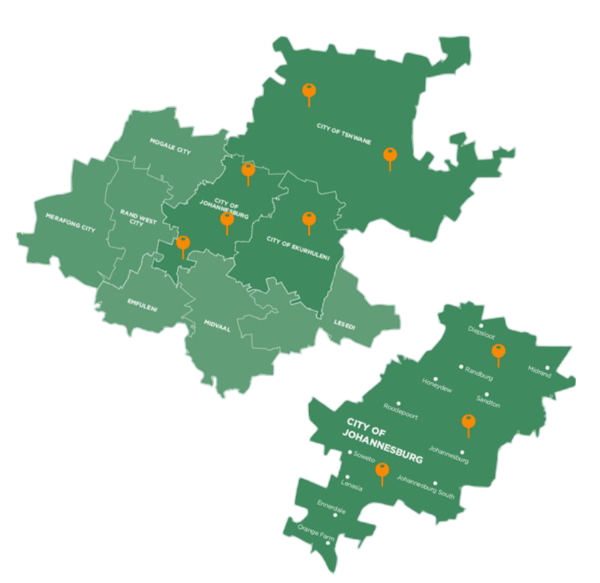 CITY OF TSHWANE
MOGALE CITY
CITY OF
JOHANNESBURG
RAND WEST
CITY
MERAFONG CITY
CITY OF EKURHULENI
EMFULENI
MIDVAAL
LESEDI
Diepsloot
Midrand
Randburg
Honeydew
Sandton
Roodepoort
CITY OF
JOHANNESBURG
Johannesburg
Soweto
Lenasia
Johannesburg South
Ennerdale
Orange Farm